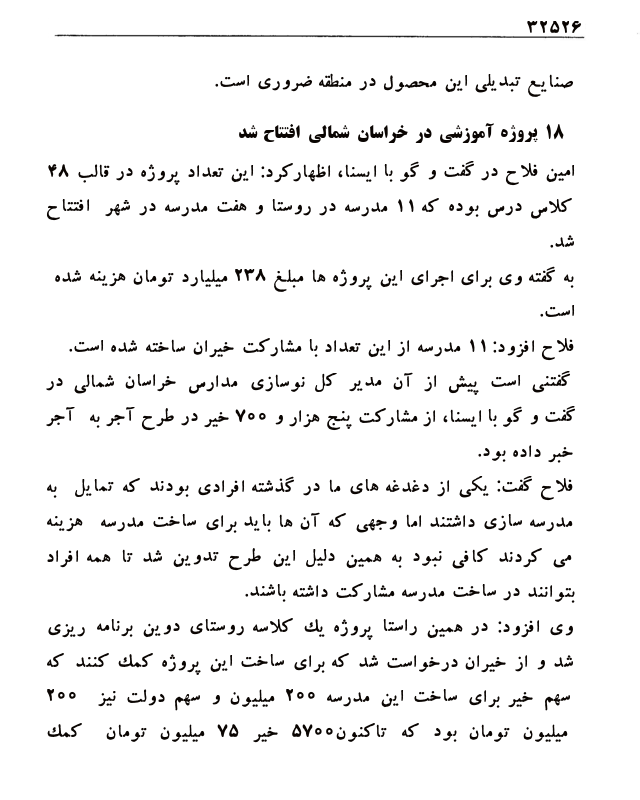 ۳۲۵۲۶
صنایع تبدیلی این محصول در منطقه ضروری است.
۱۸ پروژه آموزشی در خراسان شمالی افتتاح شد
امین فلاح در گفت و گو با ایسنا، اظهارکرد: این تعداد پروژه در قالب ۴۸
کلاس درس بوده که ۱۱ مدرسه در روستا و هفت مدرسه در شهر افتتاح
شد.
به گفته وی برای اجرای این پروژه ها مبلغ ۲۳۸ میلیارد تومان هزینه شده
است.
فلاح افزود: ۱۱ مدرسه از این تعداد با مشارکت خیران ساخته شده است.
گفتنی است پیش از آن مدیر کل نوسازی مدارس خراسان شمالی در
گفت و گو با ایسنا، از مشارکت پنج هزار و ۷۰۰ خیر در طرح آجر به آجر
خبر داده بود.
فلاح گفت: یکی از دغدغه های ما در گذشته افرادی بودند که تمایل به
مدرسه سازی داشتند اما وجهی که آن ها باید برای ساخت مدرسه هزینه
می کردند کافی نبود به همین دلیل این طرح تدوین شد تا همه افراد
بتوانند در ساخت مدرسه مشارکت داشته باشند.
وی افزود: در همین راستا پروژه یك کلاسه روستای دوین برنامه ریزی
شد و از خیران درخواست شد که برای ساخت این پروژه کمك کنند که
سهم خیر برای ساخت این مدرسه ۲۰۰ میلیون و سهم دولت نیز ۲۰۰
میلیون تومان بود که تاکنون۵۷۰۰ خیر ۷۵ میلیون تومان کمك